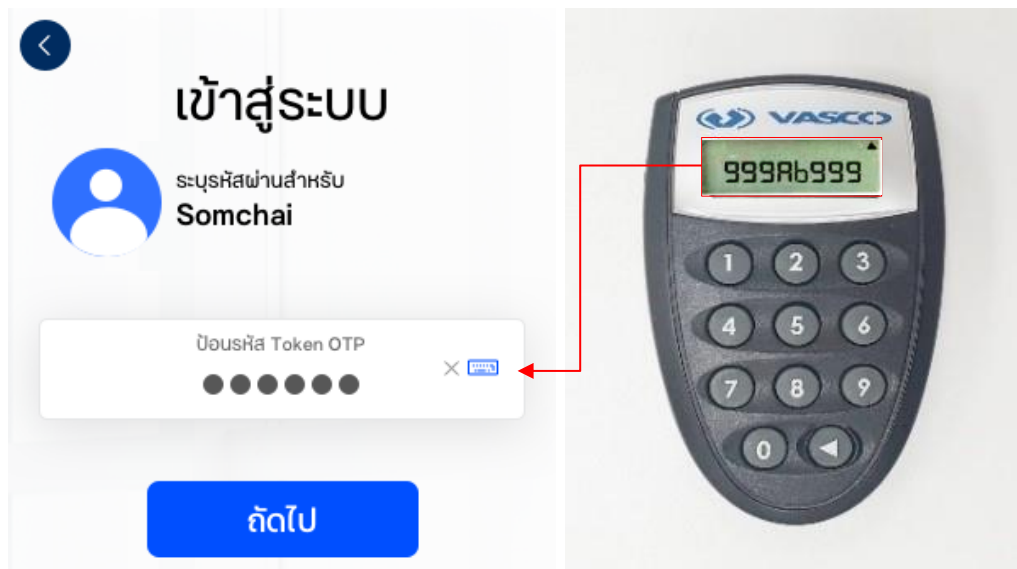 เข้าสู่ระบบ
ระบุรหัสผ่านสำหรับ
Somchai
ป้อนรหัส Token OTP
ถัดไป
VASCO
999Ab999
1 2 3
4 5 6
7 8 9
0